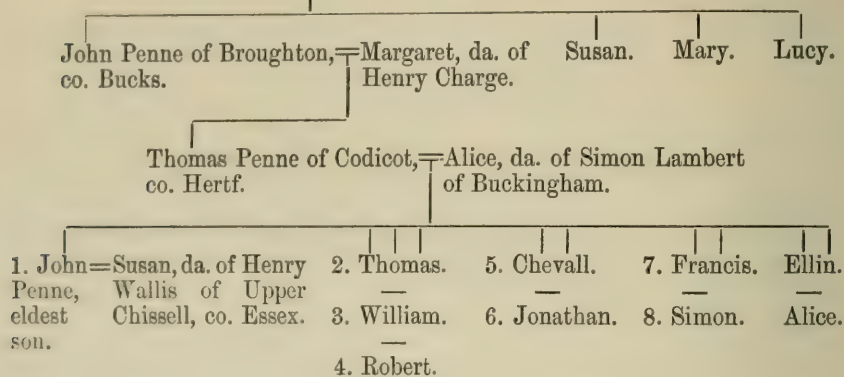 John Penne of Broughton,=Margaret, da. of Susan. Mary. Lucy.
co. Bucks. Henry Charge.
Thomas Penne of Codicot,=Alice, da. of Simon Lambert
co. Hertf. of Buckingham.
1. John=Susan, da. of Henry 2. Thomas. 5. Chevall. 7. Francis. Ellin.
Penne, Wallis of Upper — — — —
eldest Chissell, co. Essex. 3. William. 6. Jonathan. 8. Simon. Alice.
son. —
4. Robert.